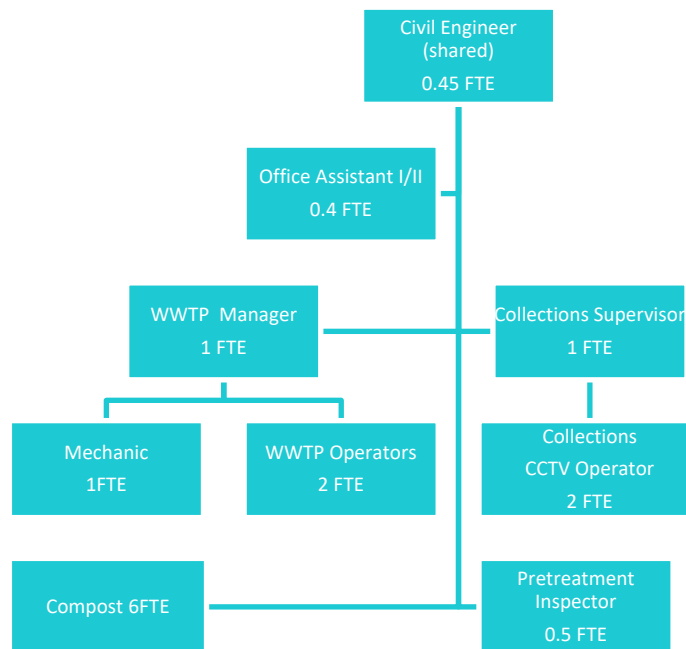 Civil Engineer
(shared)
0.45 FTE
Office Assistant I/II
0.4 FTE
WWTP Manager
1 FTE
Collections Supervisor
1 FTE
Mechanic
1FTE
WWTP Operators
2 FTE
Collections
CCTV Operator
2 FTE
Compost 6FTE
Pretreatment
Inspector
0.5 FTE